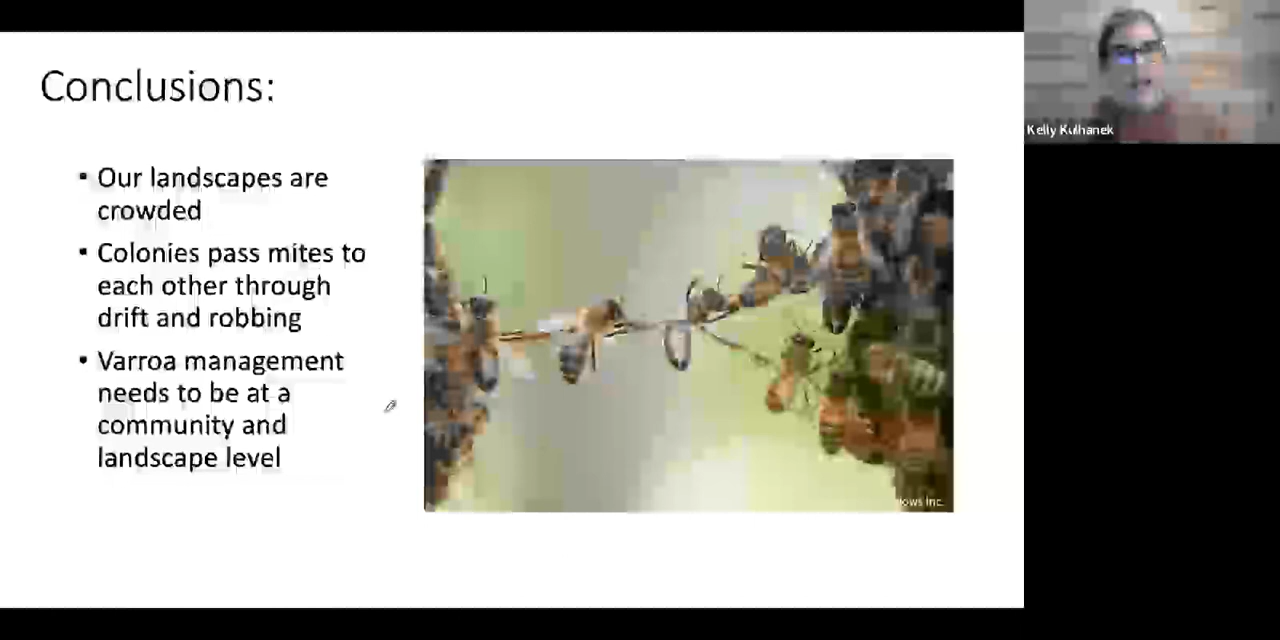 Conclusions:
• Our landscapes are
crowded
• Colonies pass mites to
each other through
drift and robbing
• Varroa management
needs to be at a
community and
landscape level
Inc.
Kelly Kulhanek